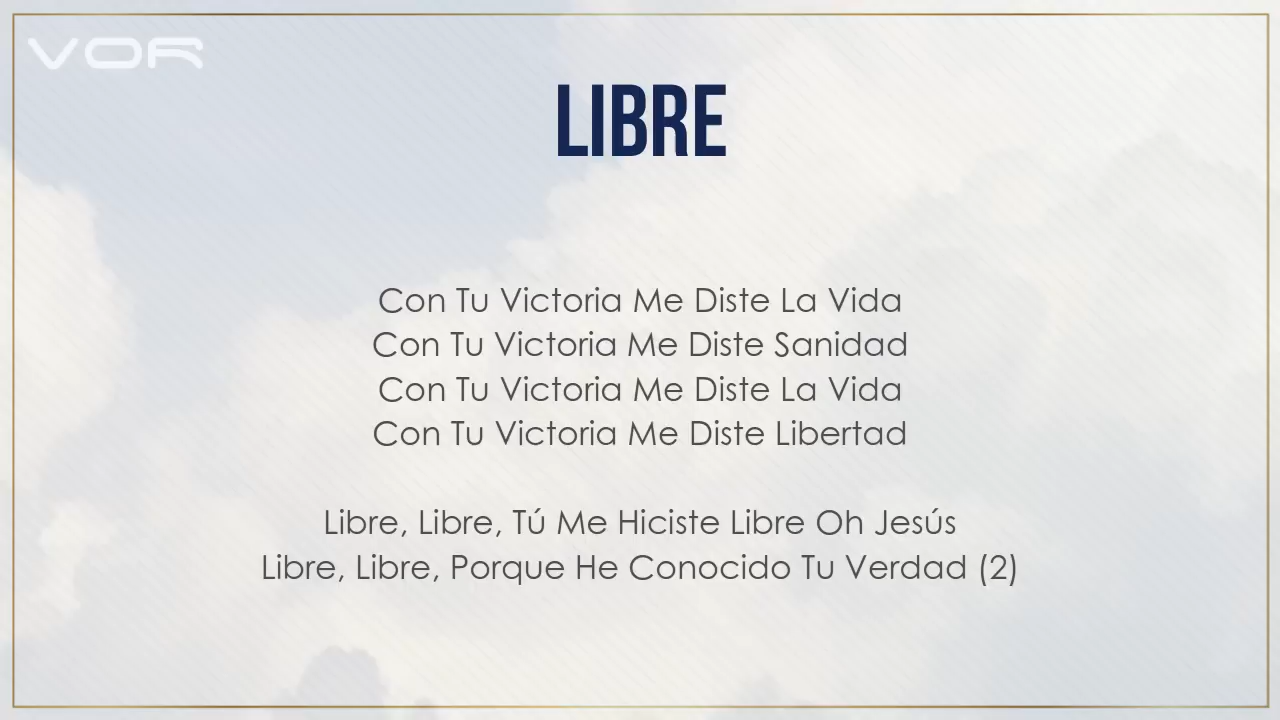 VOR
LIBRE
Con Tu Victoria Me Diste La Vida
Con Tu Victoria Me Diste Sanidad
Con Tu Victoria Me Diste La Vida
Con Tu Victoria Me Diste Libertad
Libre, Libre, Tú Me Hiciste Libre Oh Jesús
Libre, Libre, Porque He Conocido Tu Verdad (2)